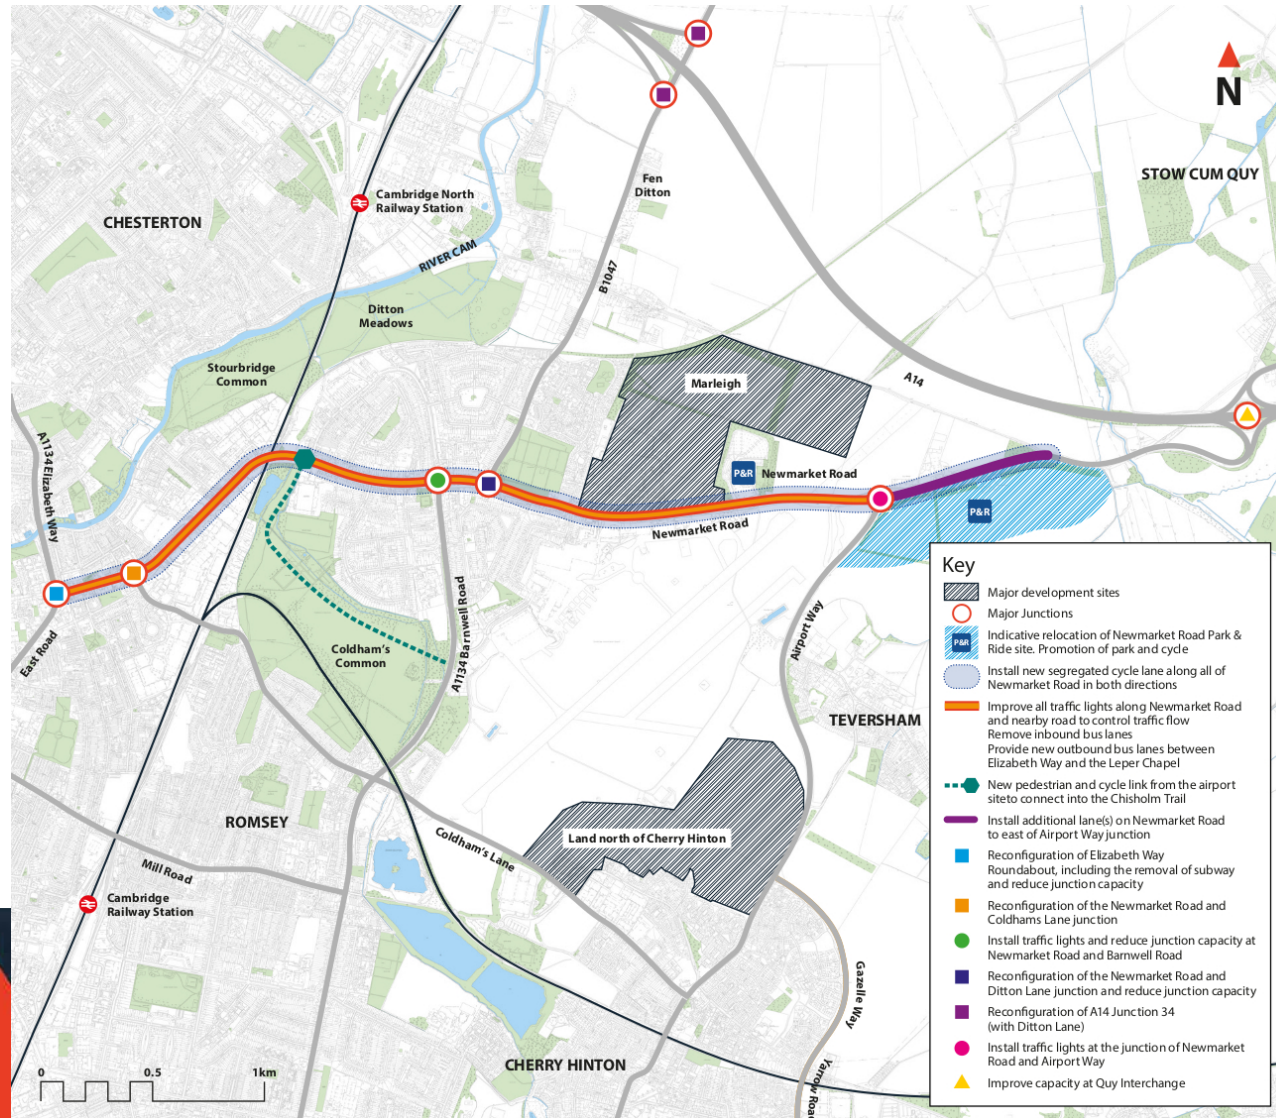 N
STOW CUM QUY
Fen
Ditton
Cambridge North
Railway Station
CHESTERTON
RIVER CAM
B1047
Ditton
Meadows
Stourbridge
Common
Marleigh
A14
A1134 Elizabeth Way
P&R
Newmarket Road
P&R
Newmarket Road
East Road
A1134 Barnwell Road
Airport Way
Coldham's
Common
TEVERSHAM
ROMSEY
Coldham's Lane
Land north of Cherry Hinton
Mill Road
Cambridge
Railway Station
Gazelle Way
CHERRY HINTON
Yarrow Road
0
0.5
1km
Key
Major development sites
Major Junctions
P&R
Indicative relocation of Newmarket Road Park &
Ride site. Promotion of park and cycle
Install new segregated cycle lane along all of
Newmarket Road in both directions
Improve all traffic lights along Newmarket Road
and nearby road to control traffic flow
Remove inbound bus lanes
Provide new outbound bus lanes between
Elizabeth Way and the Leper Chapel
New pedestrian and cycle link from the airport
siteto connect into the Chisholm Trail
Install additional lane(s) on Newmarket Road
to east of Airport Way junction
Reconfiguration of Elizabeth Way
Roundabout, including the removal of subway
and reduce junction capacity
Reconfiguration of the Newmarket Road and
Coldhams Lane junction
Install traffic lights and reduce junction capacity at
Newmarket Road and Barnwell Road
Reconfiguration of the Newmarket Road and
Ditton Lane junction and reduce junction capacity
Reconfiguration of A14 Junction 34
(with Ditton Lane)
Install traffic lights at the junction of Newmarket
Road and Airport Way
Improve capacity at Quy Interchange